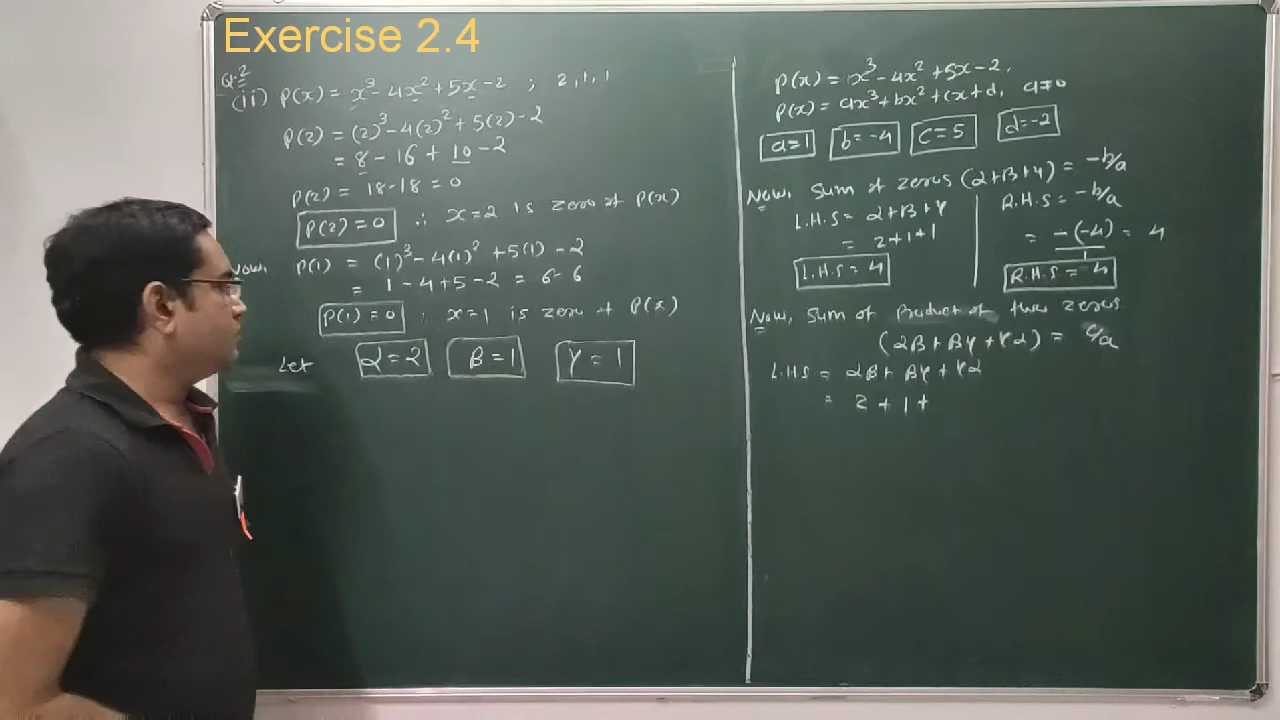 Exercise 2.4
Q.2
(ii) P(x) = x³ - 4x² + 5x - 2 ; 2, 1, 1
P(2) = (2)³ - 4(2)² + 5(2) - 2
= 8 - 16 + 10 - 2
P(2) = 18 - 18 = 0
P(2) = 0 ∴ x = 2 is zero of P(x)
Now, P(1) = (1)³ - 4(1)² + 5(1) - 2
= 1 - 4 + 5 - 2 = 6 - 6
P(1) = 0 ∴ x = 1 is zero of P(x)
Let α = 2 β = 1 γ = 1
P(x) = x³ - 4x² + 5x - 2,
P(x) = ax³ + bx² + cx + d, a≠0
a = 1 b = -4 c = 5 d = -2
Now, Sum of zeros (α + β + γ) = -b/a
L.H.S = α + β + γ
= 2 + 1 + 1
L.H.S = 4
R.H.S = -b/a
= -(-4)/1 = 4
R.H.S = 4
Now, Sum of Product of two zeros
(αβ + βγ + γα) = c/a
L.H.S = αβ + βγ + γα
= 2 + 1 +